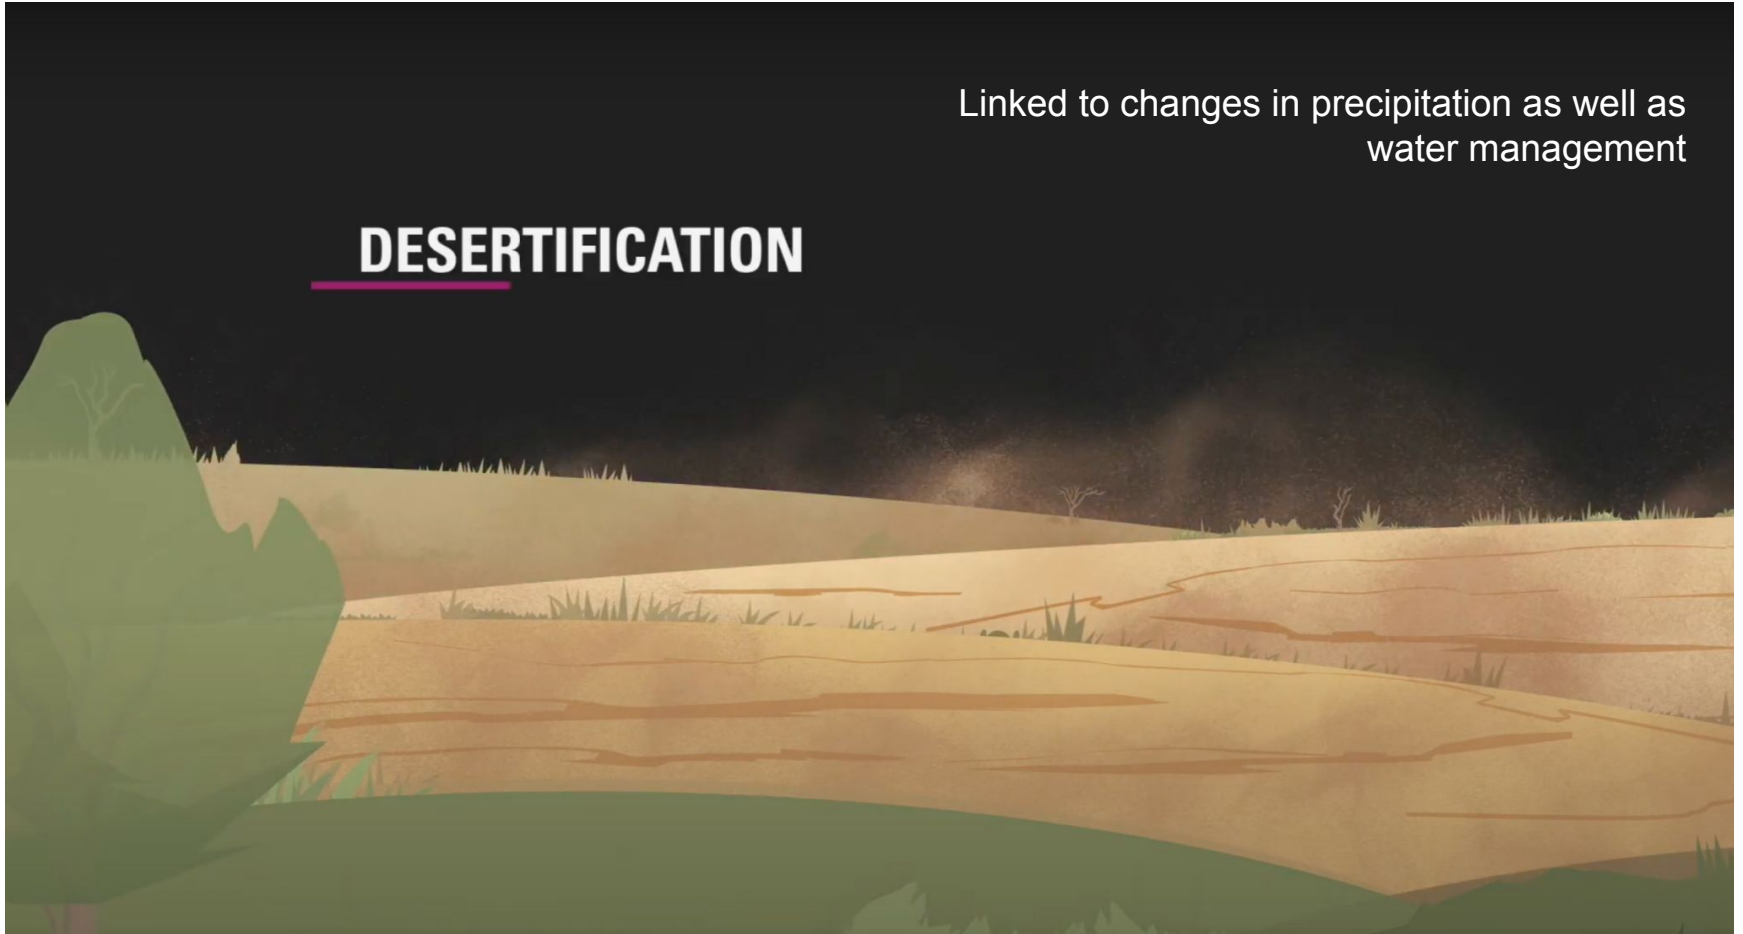 Linked to changes in precipitation as well as
water management
DESERTIFICATION